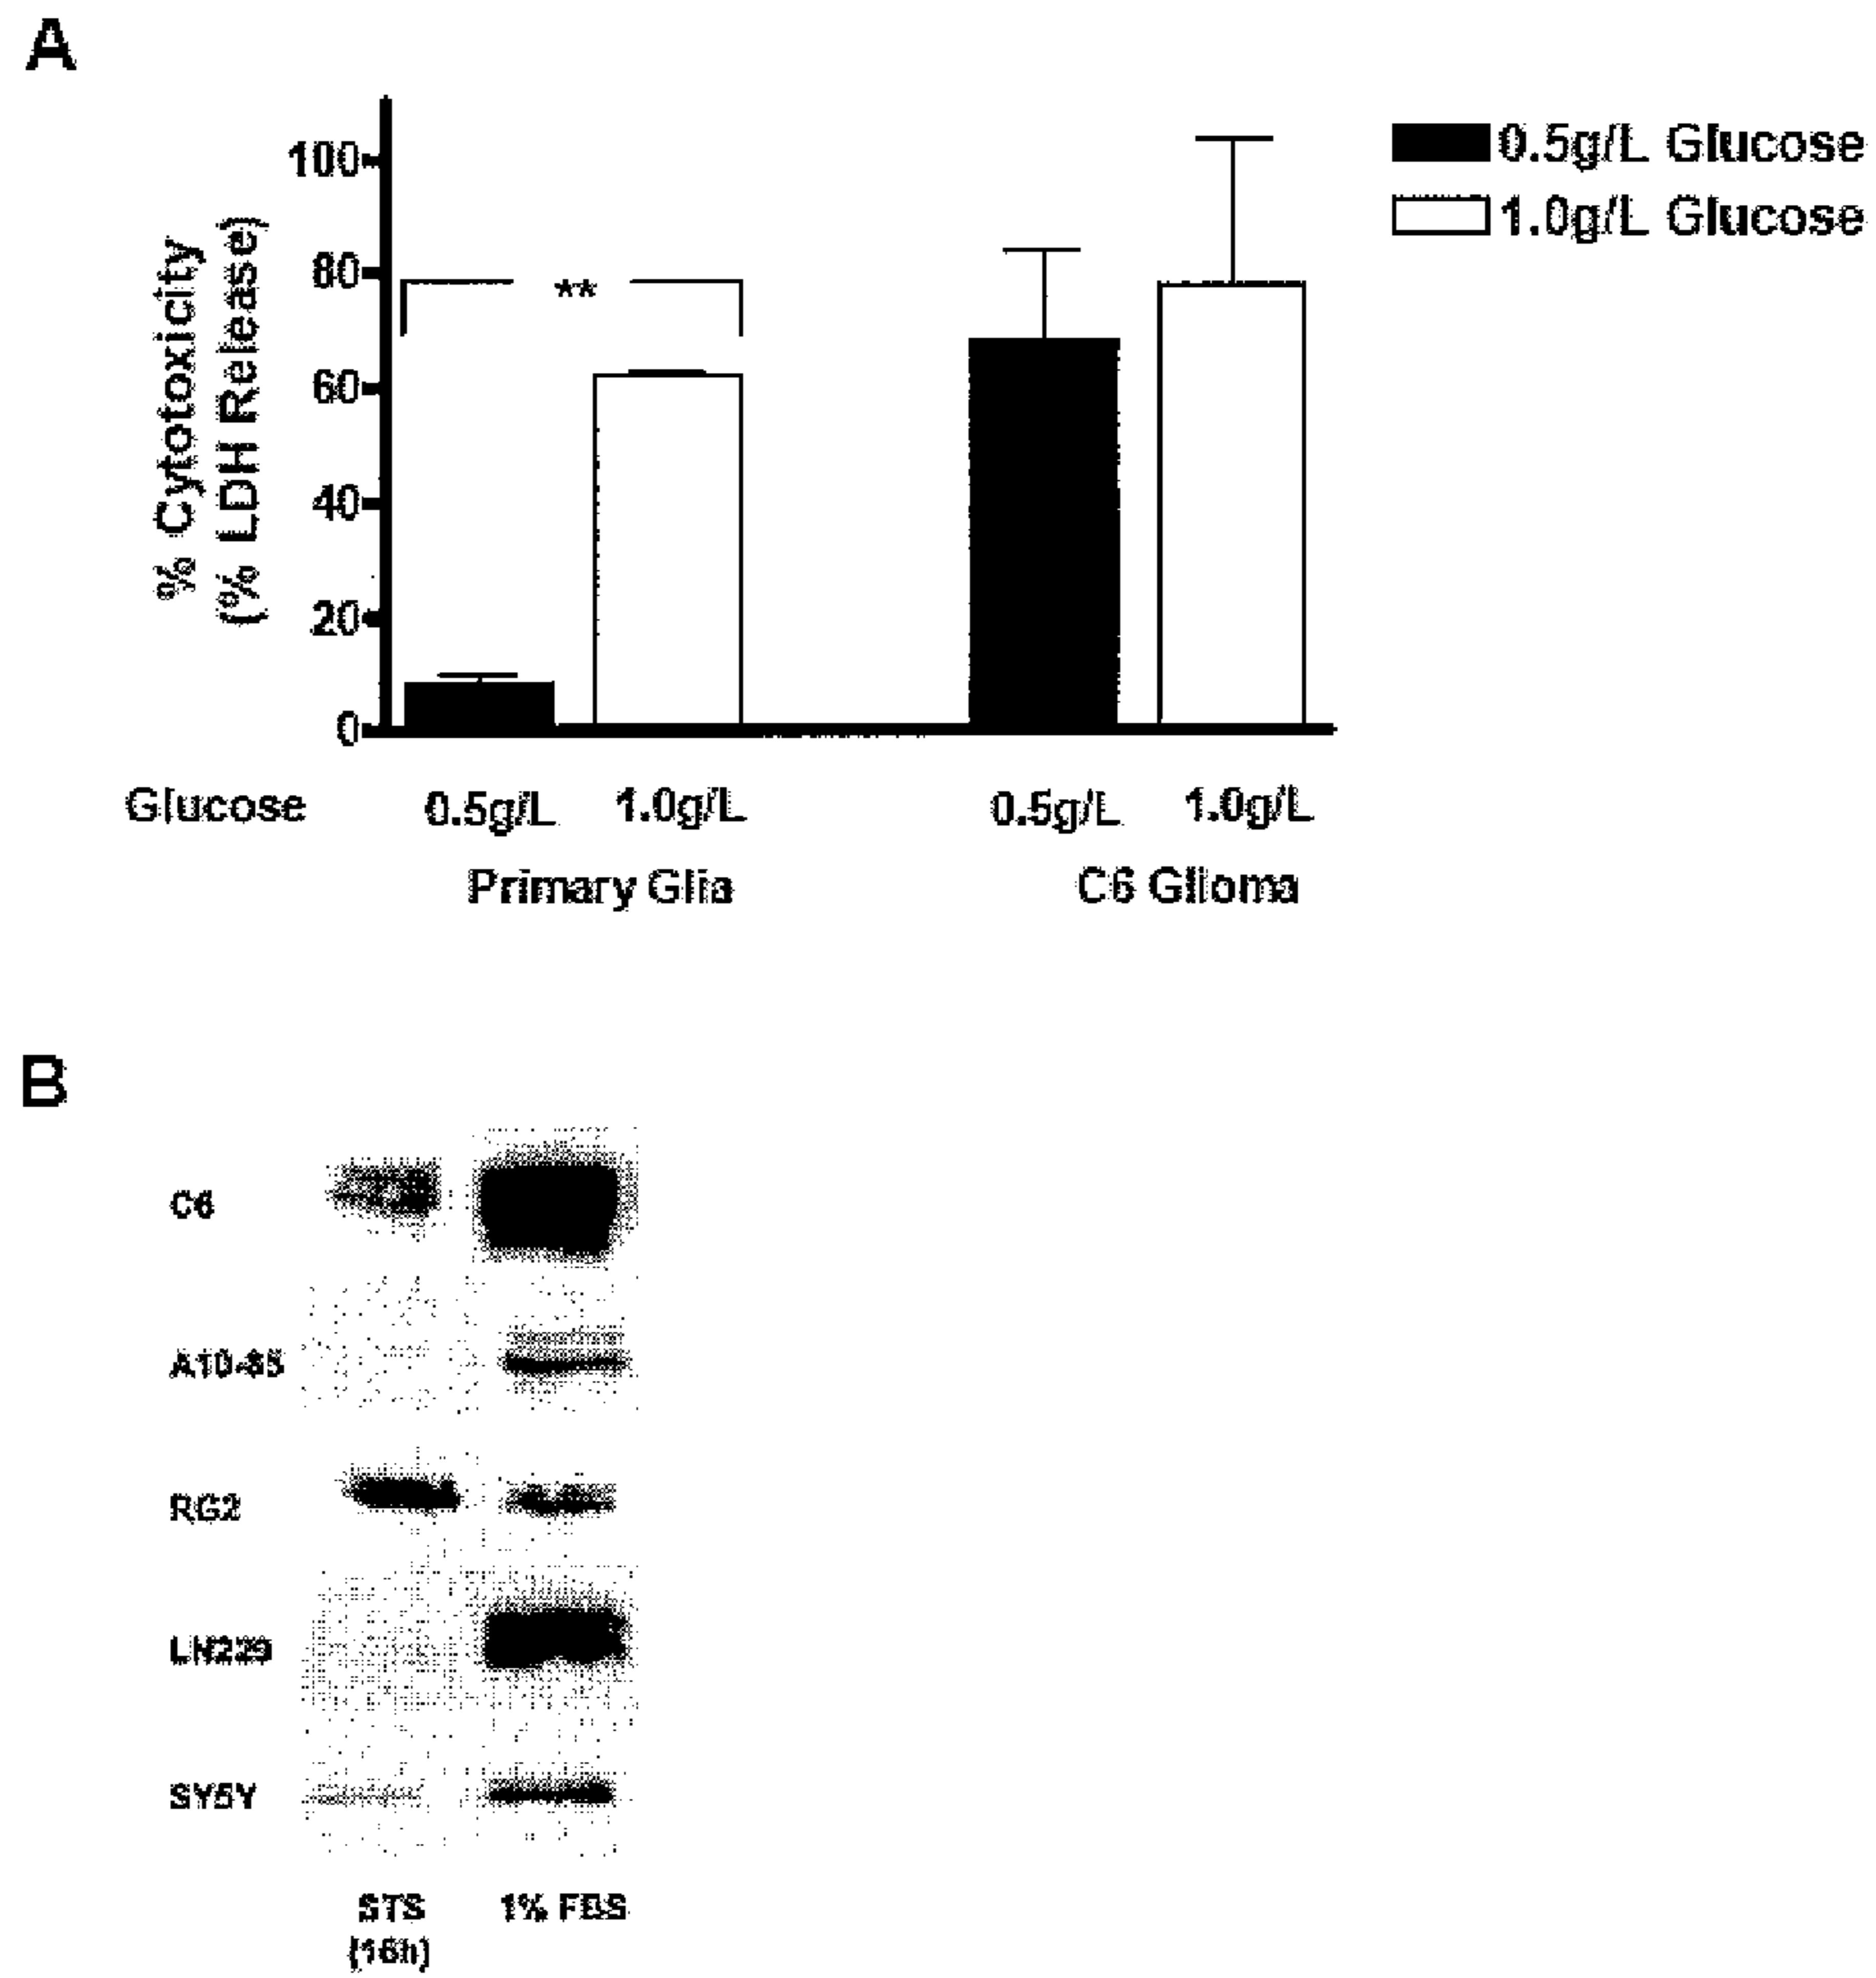 A
100
80
60
40
20
0
% Cytotoxicity
(% LDH Release)
**
0.5g/L Glucose
1.0g/L Glucose
Glucose 0.5g/L 1.0g/L 0.5g/L 1.0g/L
Primary Glia C6 Glioma
B
C6
A10-85
RG2
LN229
SY5Y
STS 1% FBS
(16h)